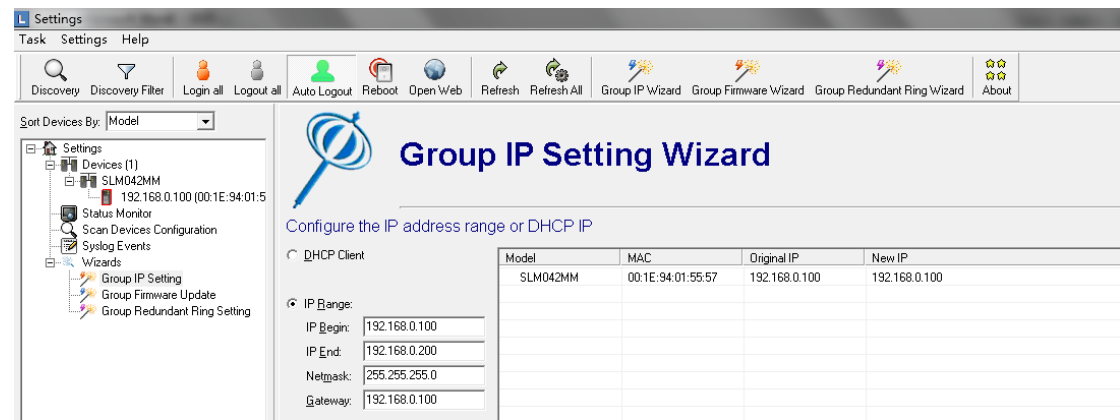 Settings
Task Settings Help
Discovery Discovery Filter Login all Logout all Auto Logout Reboot Open Web Refresh Refresh All Group IP Wizard Group Firmware Wizard Group Redundant Ring Wizard About
Sort Devices By: Model
Settings
Devices (1)
SLM042MM
192.168.0.100 (00:1E:94:01:5
Status Monitor
Scan Devices Configuration
Syslog Events
Wizards
Group IP Setting
Group Firmware Update
Group Redundant Ring Setting
Group IP Setting Wizard
Configure the IP address range or DHCP IP
DHCP Client
IP Range:
IP Begin: 192.168.0.100
IP End: 192.168.0.200
Netmask: 255.255.255.0
Gateway: 192.168.0.100
Model MAC Original IP New IP
SLM042MM 00:1E:94:01:55:57 192.168.0.100 192.168.0.100